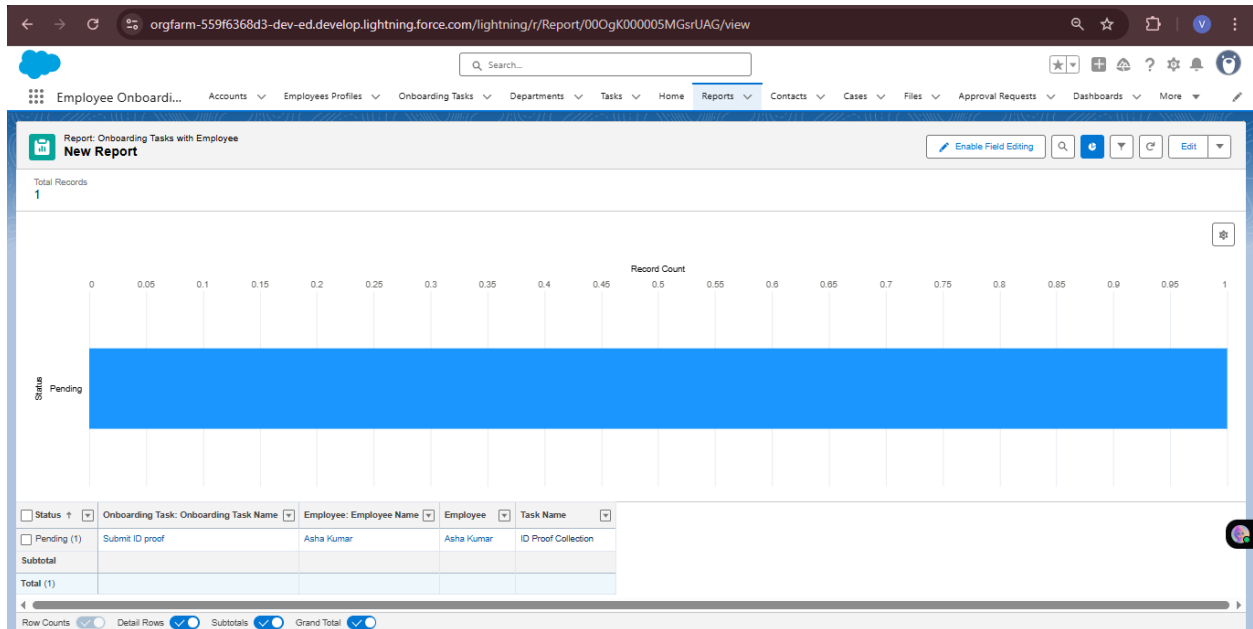 orgfarm-559f6368d3-dev-ed.develop.lightning.force.com/lightning/r/Report/00OgK000005MGsrUAG/view
V
Search...
Employee Onboardi... Accounts Employees Profiles Onboarding Tasks Departments Tasks Home Reports Contacts Cases Files Approval Requests Dashboards More
Report: Onboarding Tasks with Employee
New Report
Enable Field Editing
Edit
Total Records
1
Record Count
0 0.05 0.1 0.15 0.2 0.25 0.3 0.35 0.4 0.45 0.5 0.55 0.6 0.65 0.7 0.75 0.8 0.85 0.9 0.95 1
Status
Pending
Status ↑ Onboarding Task: Onboarding Task Name Employee: Employee Name Employee Task Name
Pending (1) Submit ID proof Asha Kumar Asha Kumar ID Proof Collection
Subtotal
Total (1)
Row Counts Detail Rows Subtotals Grand Total